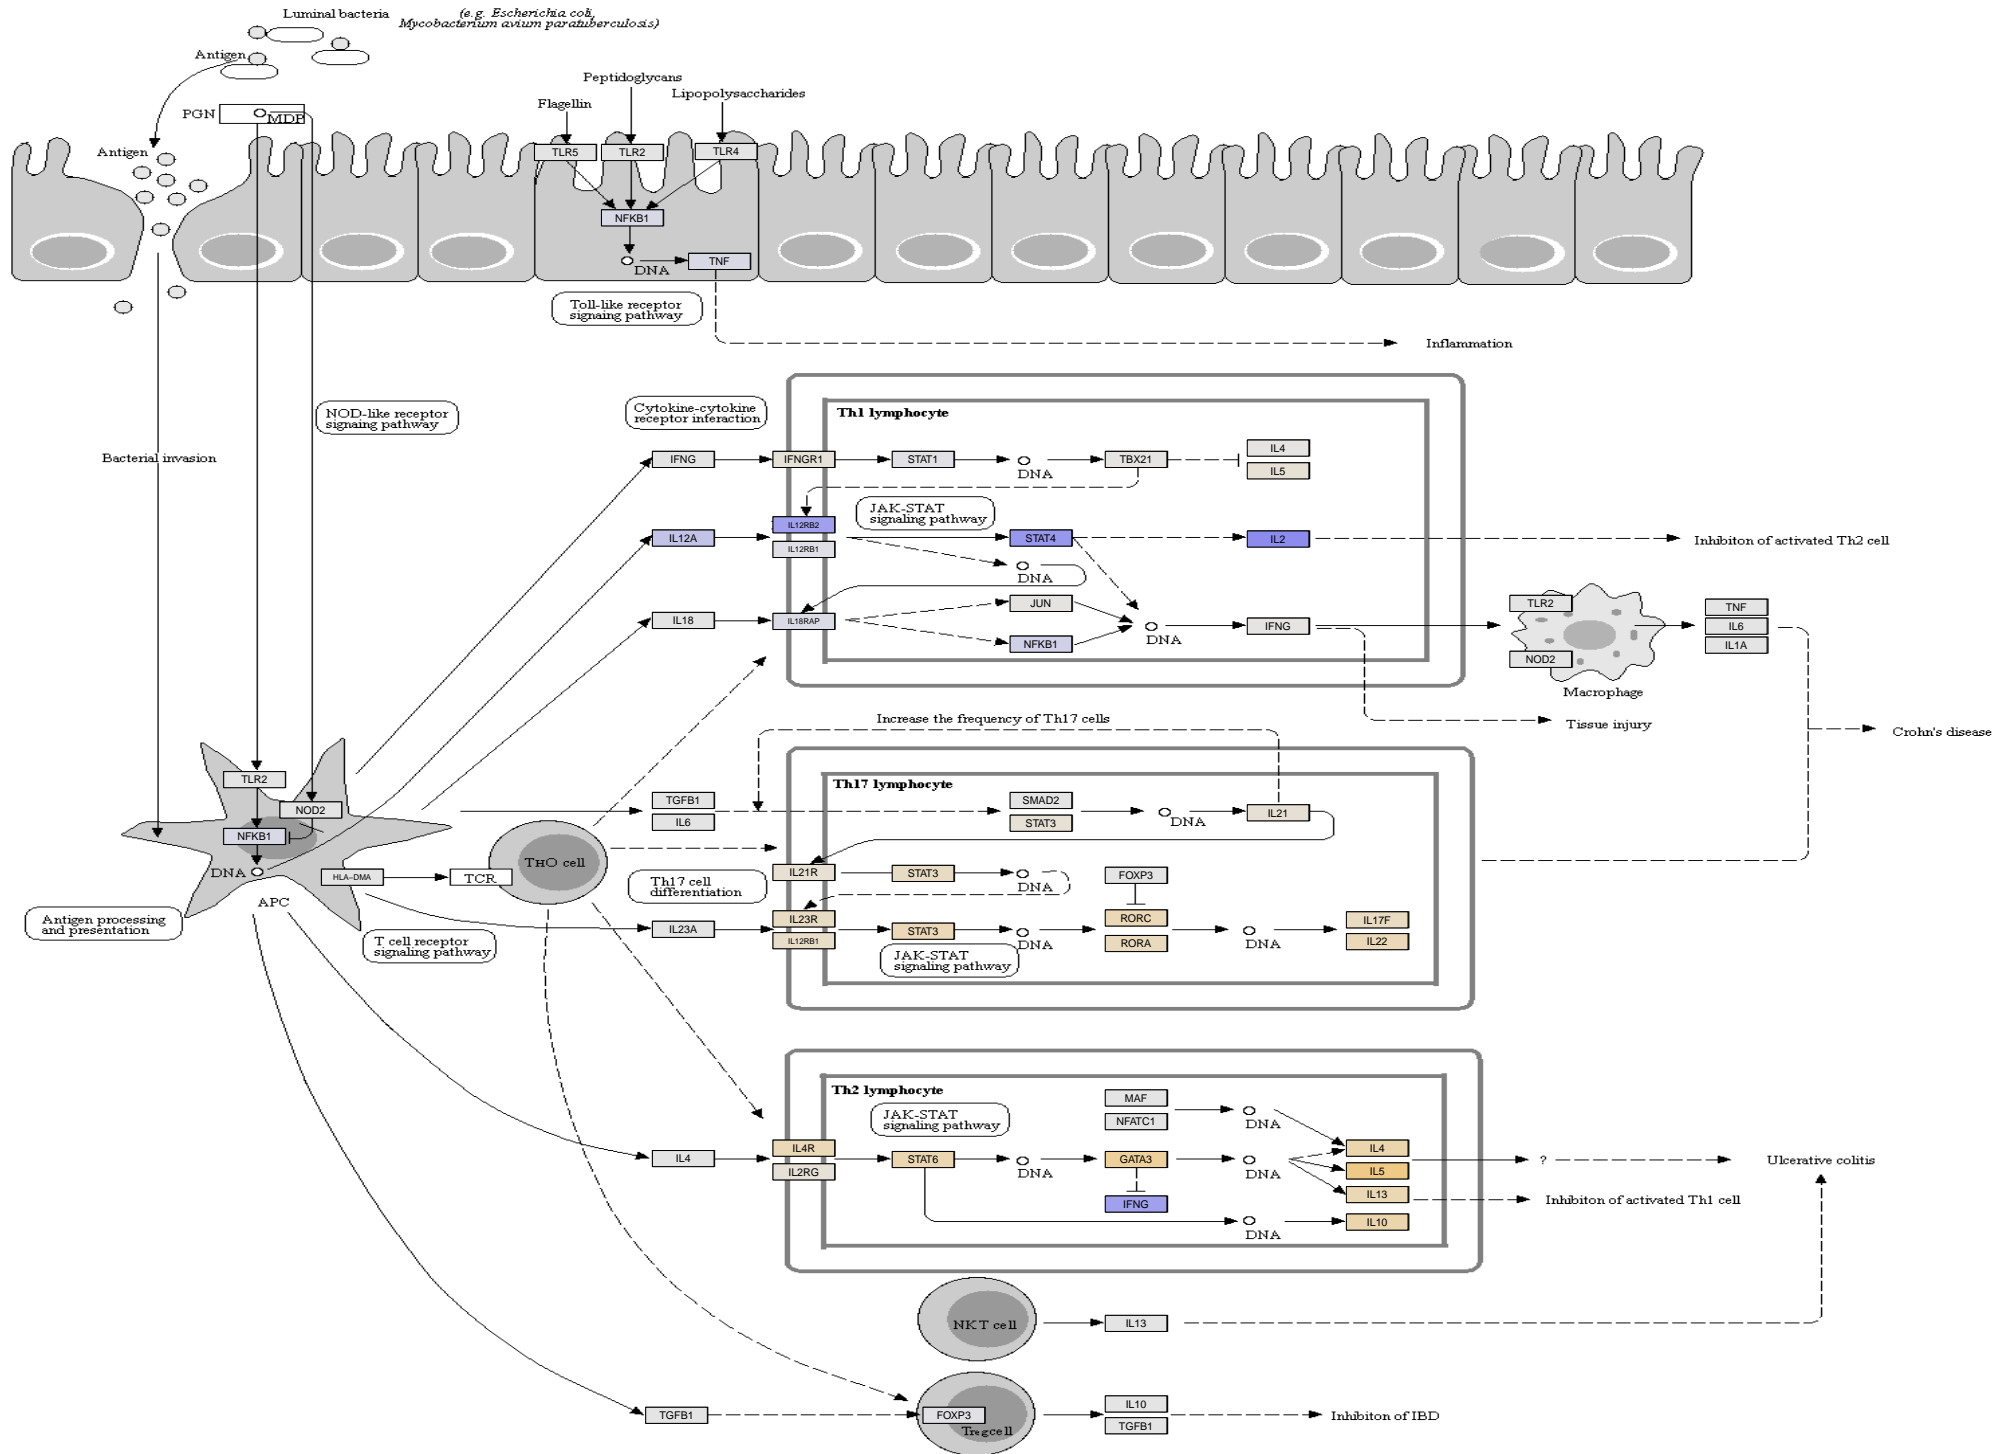 Luminal bacteria
(e.g. Escherichia coli,
Mycobacterium avium paratuberculosis)
Antigen
PGN
MDP
Antigen
Peptidoglycans
Flagellin
Lipopolysaccharides
TLR5
TLR2
TLR4
NFKB1
DNA
TNF
Toll-like receptor
signaing pathway
Inflammation
NOD-like receptor
signaing pathway
Bacterial invasion
Cytokine-cytokine
receptor inferaction
Th1 lymphocyte
IFNG
IFNGR1
STAT1
DNA
TBX21
IL4
IL5
JAK-STAT
signaling pathway
IL12A
IL12RB2
IL12RB1
STAT4
IL2
Inhibiton of activated Th2 cell
DNA
IL18
IL18RAP
JUN
NFKB1
DNA
IFNG
TLR2
NOD2
Macrophage
TNF
IL6
IL1A
Tissue injury
Crohn's disease
Increase the frequency of Th17 cells
Th17 lymphocyte
TLR2
NOD2
NFKB1
DNA
APC
HLA-DMA
TCR
THO cell
Antigen processing
and presentation
T cell receptor
signaling pathway
TGFB1
IL6
SMAD2
STAT3
DNA
IL21
Th17 cell
differentiation
IL21R
STAT3
DNA
FOXP3
IL23A
IL23R
IL12RB1
STAT3
DNA
RORC
RORA
DNA
IL17F
IL22
JAK-STAT
signaling pathway
Th2 lymphocyte
JAK-STAT
signaling pathway
MAF
NFATC1
DNA
IL4
IL4R
IL2RG
STAT6
DNA
GATA3
IFNG
DNA
IL4
IL5
IL13
IL10
DNA
?
Ulcerative colitis
Inhibiton of activated Th1 cell
NKT cell
IL13
TGFB1
FOXP3
Treg cell
IL10
TGFB1
Inhibiton of IBD